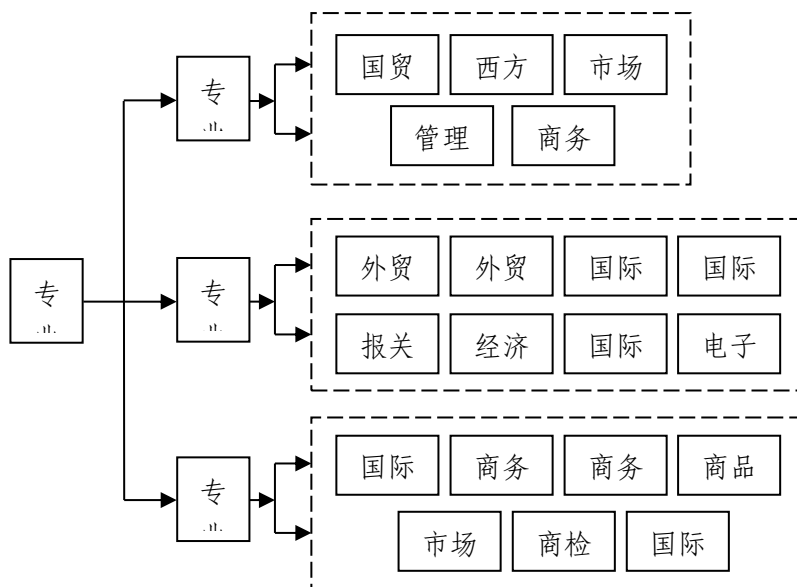 专
国贸 西方 市场
管理 商务
专
专
外贸 外贸 国际 国际
报关 经济 国际 电子
专
国际 商务 商务 商品
市场 商检 国际